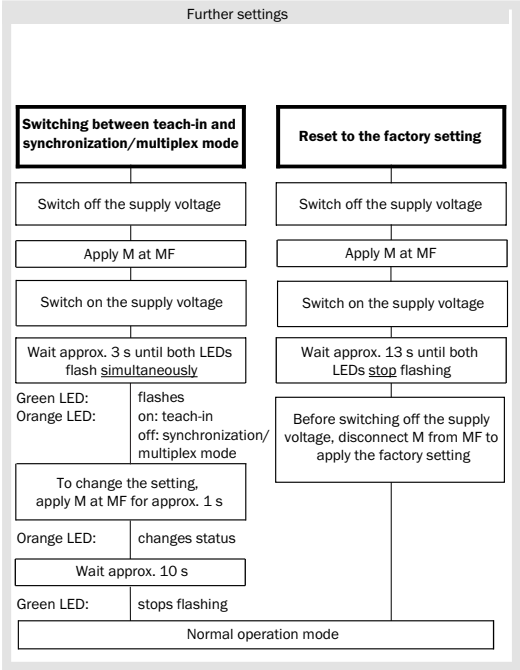 Further settings
Switching between teach-in and
synchronization/multiplex mode
Switch off the supply voltage
Apply M at MF
Switch on the supply voltage
Wait approx. 3 s until both LEDs
flash simultaneously
Green LED: flashes
Orange LED: on: teach-in
off: synchronization/
multiplex mode
To change the setting,
apply M at MF for approx. 1 s
Orange LED: changes status
Wait approx. 10 s
Green LED: stops flashing
Reset to the factory setting
Switch off the supply voltage
Apply M at MF
Switch on the supply voltage
Wait approx. 13 s until both
LEDs stop flashing
Before switching off the supply
voltage, disconnect M from MF to
apply the factory setting
Normal operation mode